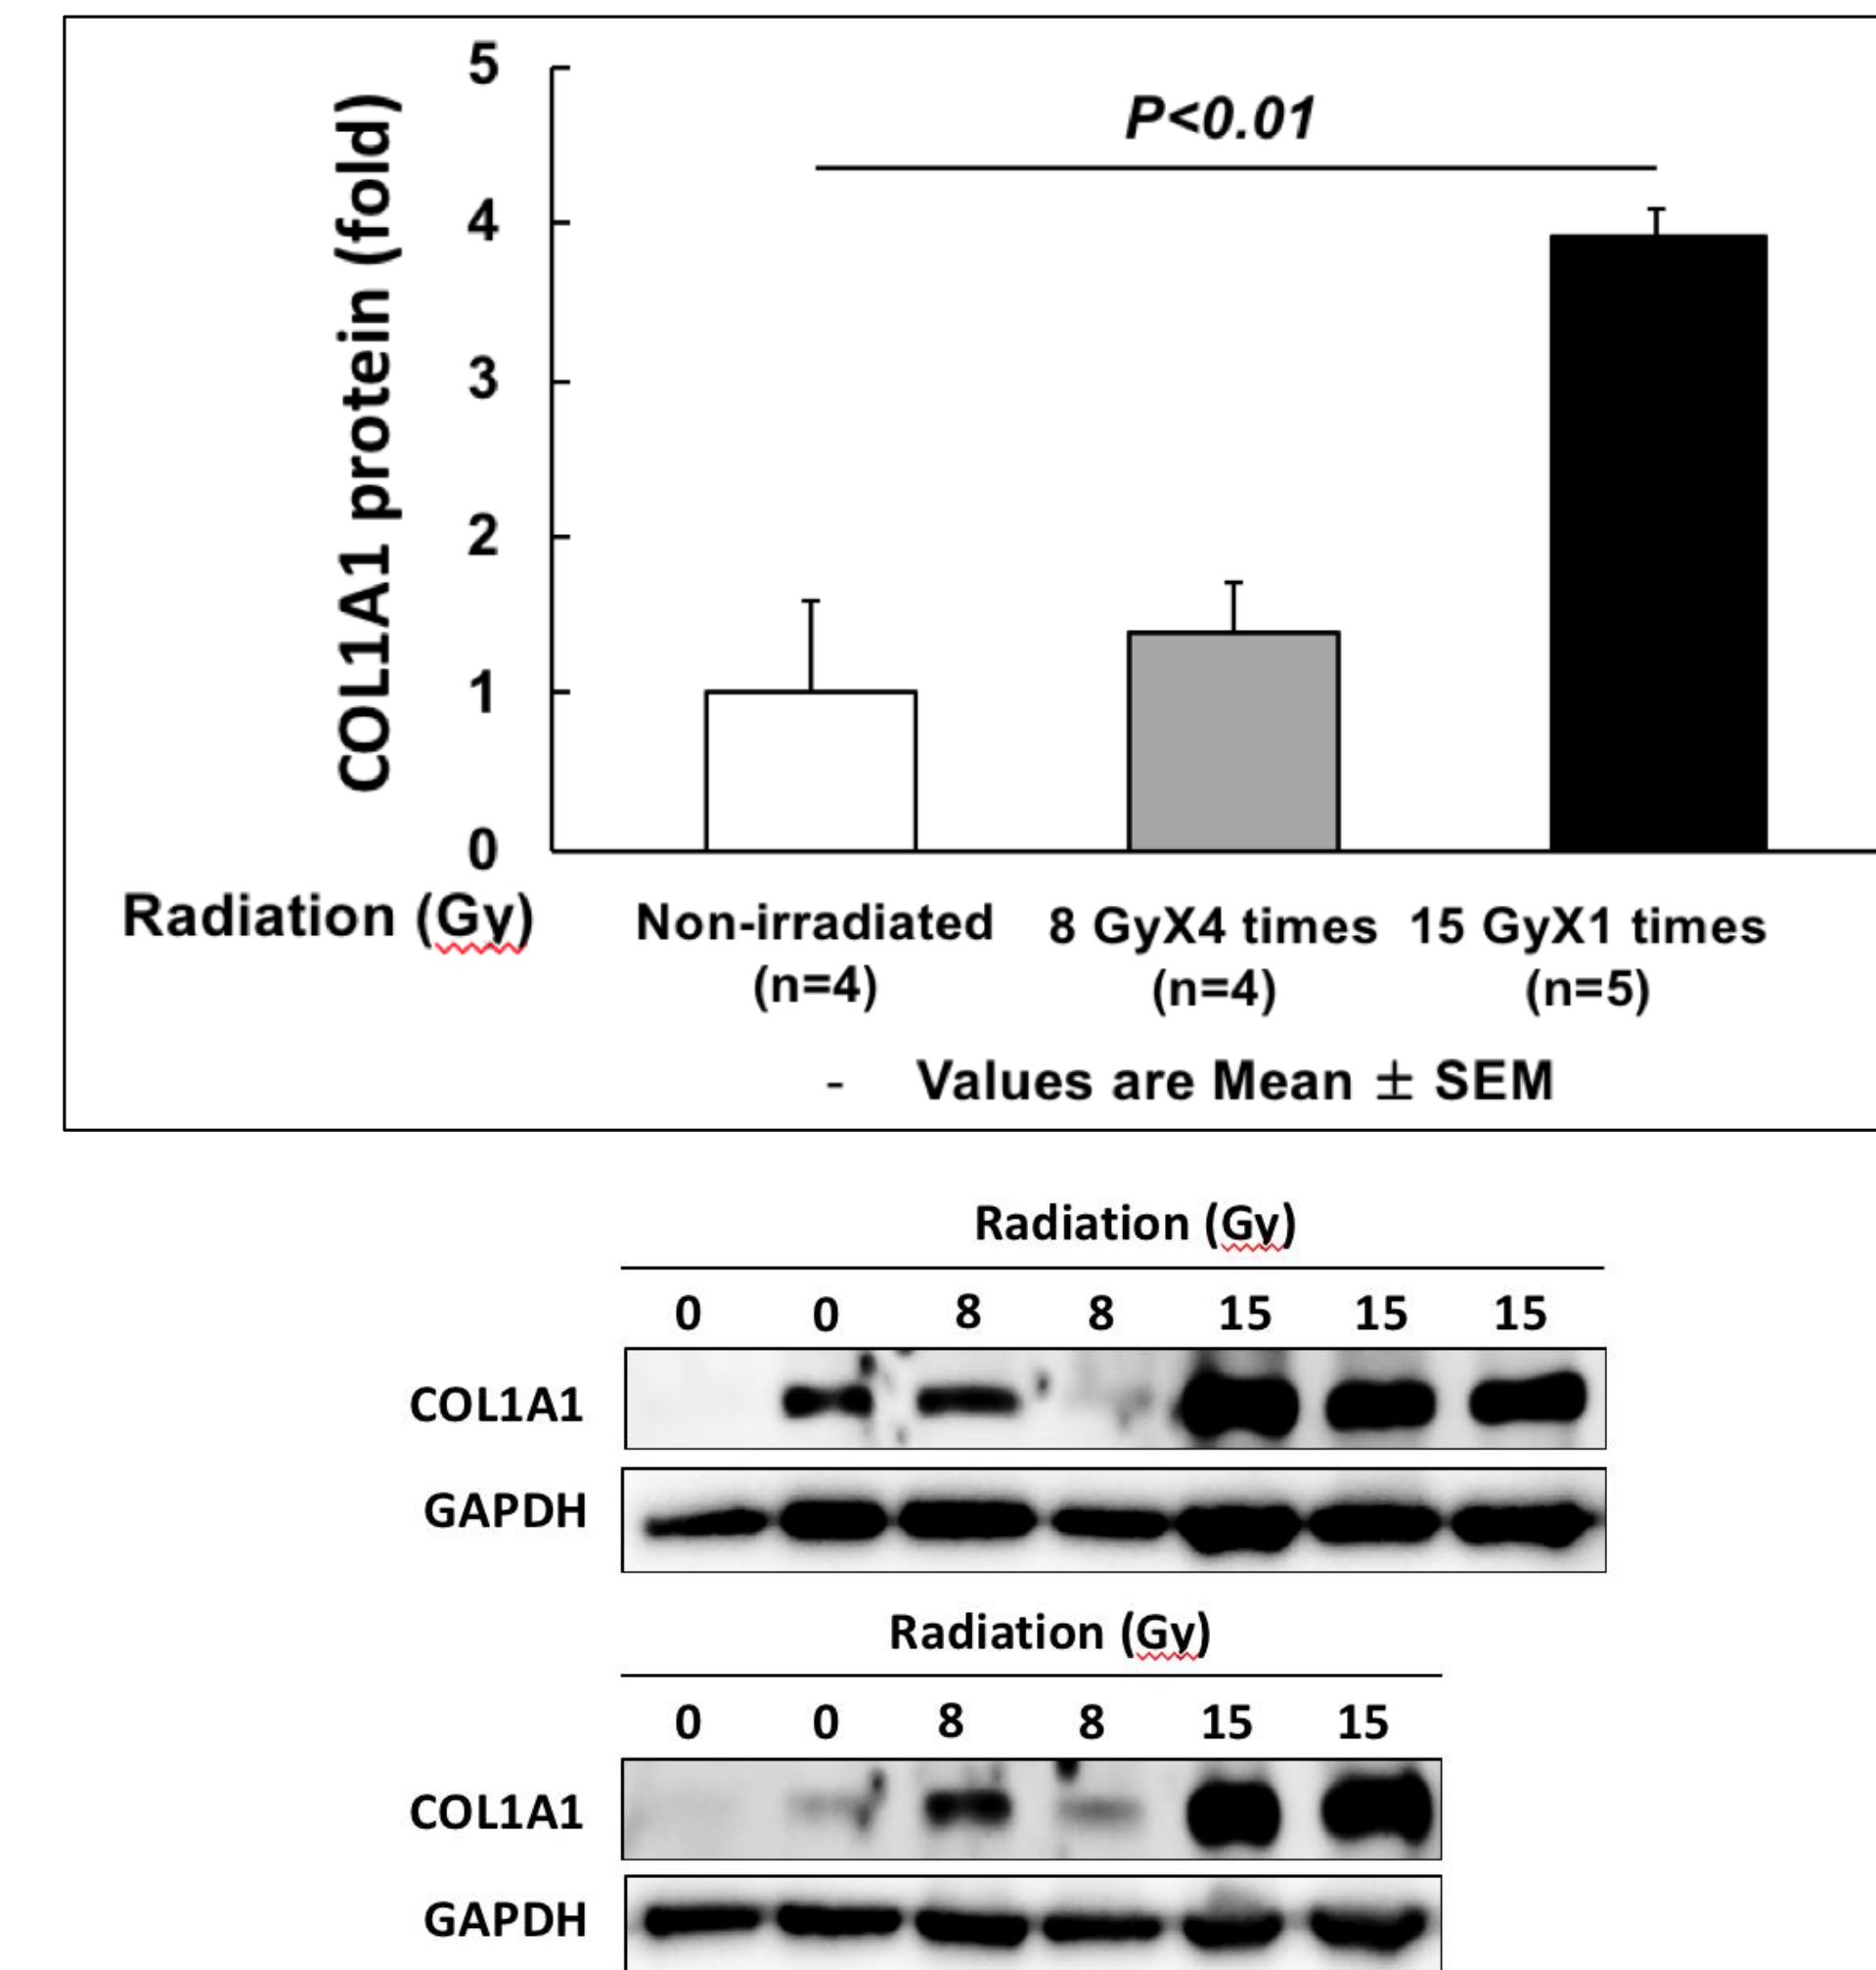 5
P<0.01
4
3
2
1
0
COL1A1 protein (fold)
Radiation (Gy)
Non-irradiated 8 GyX4 times 15 GyX1 times
(n=4) (n=4) (n=5)
- Values are Mean ± SEM
Radiation (Gy)
0 0 8 8 15 15 15
COL1A1
GAPDH
Radiation (Gy)
0 0 8 8 15 15
COL1A1
GAPDH